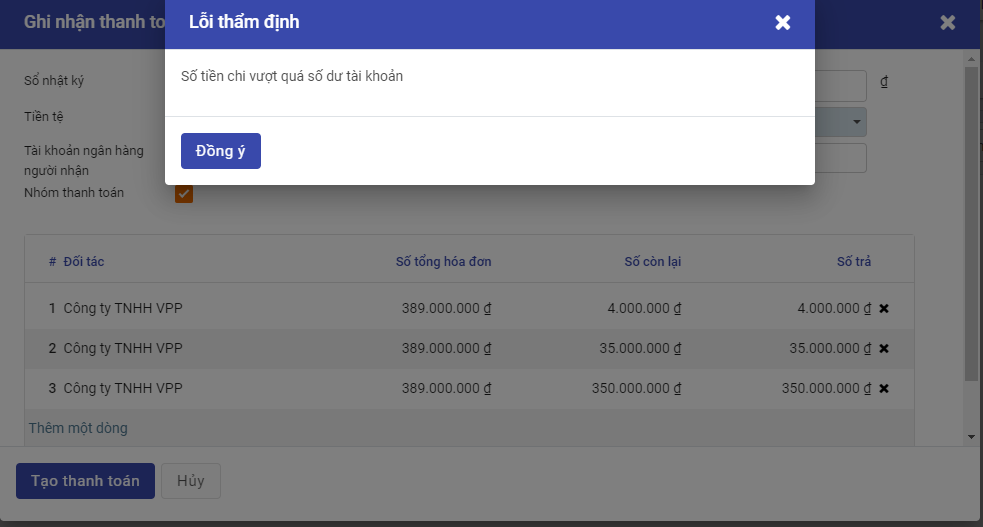 Ghi nhận thanh to
Lỗi thẩm định
Số tiền chi vượt quá số dư tài khoản
Đồng ý
Sổ nhật ký
₫
Tiền tệ
Tài khoản ngân hàng
người nhận
Nhóm thanh toán
# Đối tác Số tổng hóa đơn Số còn lại Số trả
1 Công ty TNHH VPP 389.000.000 ₫ 4.000.000 ₫ 4.000.000 ₫
2 Công ty TNHH VPP 389.000.000 ₫ 35.000.000 ₫ 35.000.000 ₫
3 Công ty TNHH VPP 389.000.000 ₫ 350.000.000 ₫ 350.000.000 ₫
Thêm một dòng
Tạo thanh toán Hủy